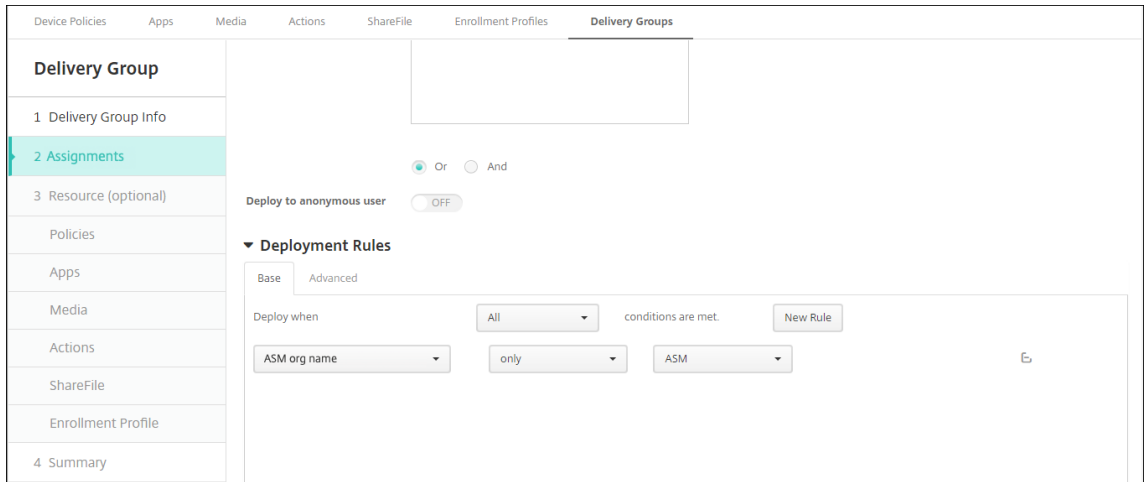 Device Policies Apps Media Actions ShareFile Enrollment Profiles Delivery Groups
Delivery Group
1 Delivery Group Info
2 Assignments
3 Resource (optional)
Policies
Apps
Media
Actions
ShareFile
Enrollment Profile
4 Summary
Or And
Deploy to anonymous user OFF
Deployment Rules
Base Advanced
Deploy when All conditions are met. New Rule
ASM org name only ASM